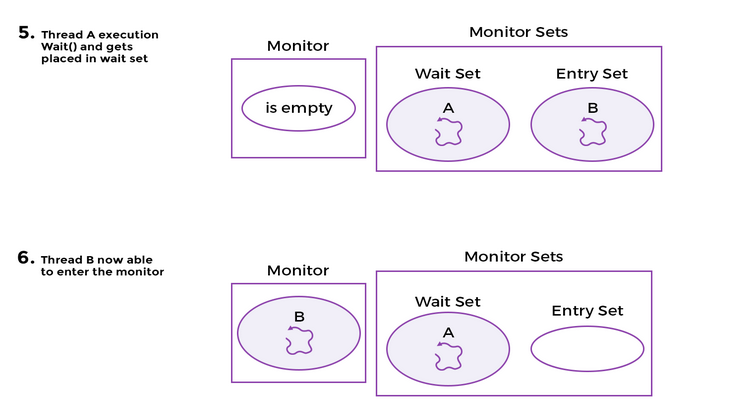 5. Thread A execution
Wait() and gets
placed in wait set
Monitor
is empty
Monitor Sets
Wait Set
Entry Set
A
B
6. Thread B now able
to enter the monitor
Monitor
B
Monitor Sets
Wait Set
Entry Set
A